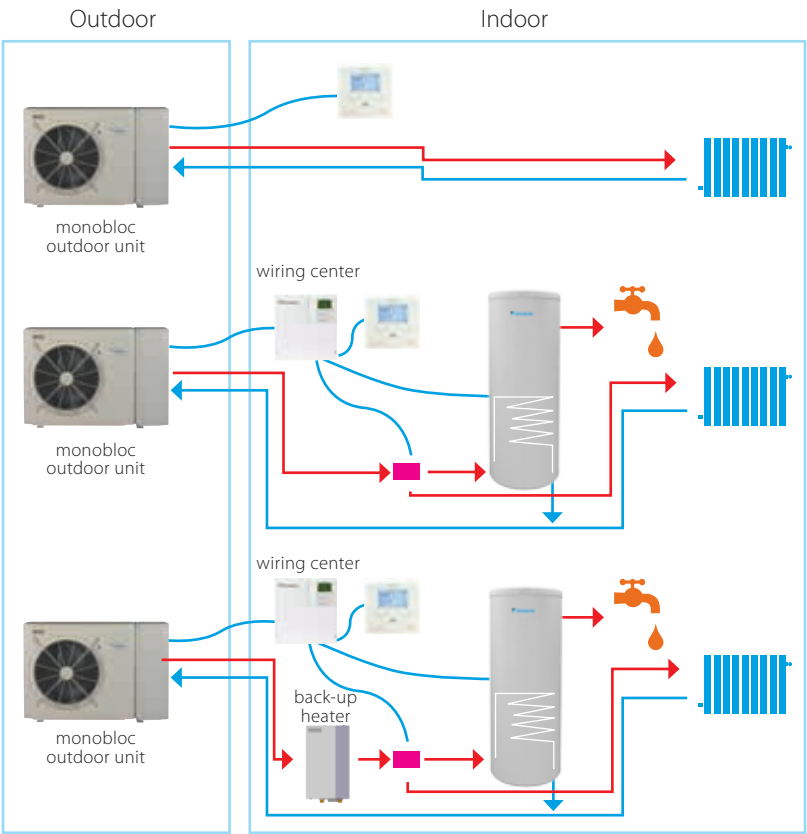 Outdoor
Indoor
monobloc
outdoor unit
wiring center
monobloc
outdoor unit
wiring center
back-up
heater
monobloc
outdoor unit